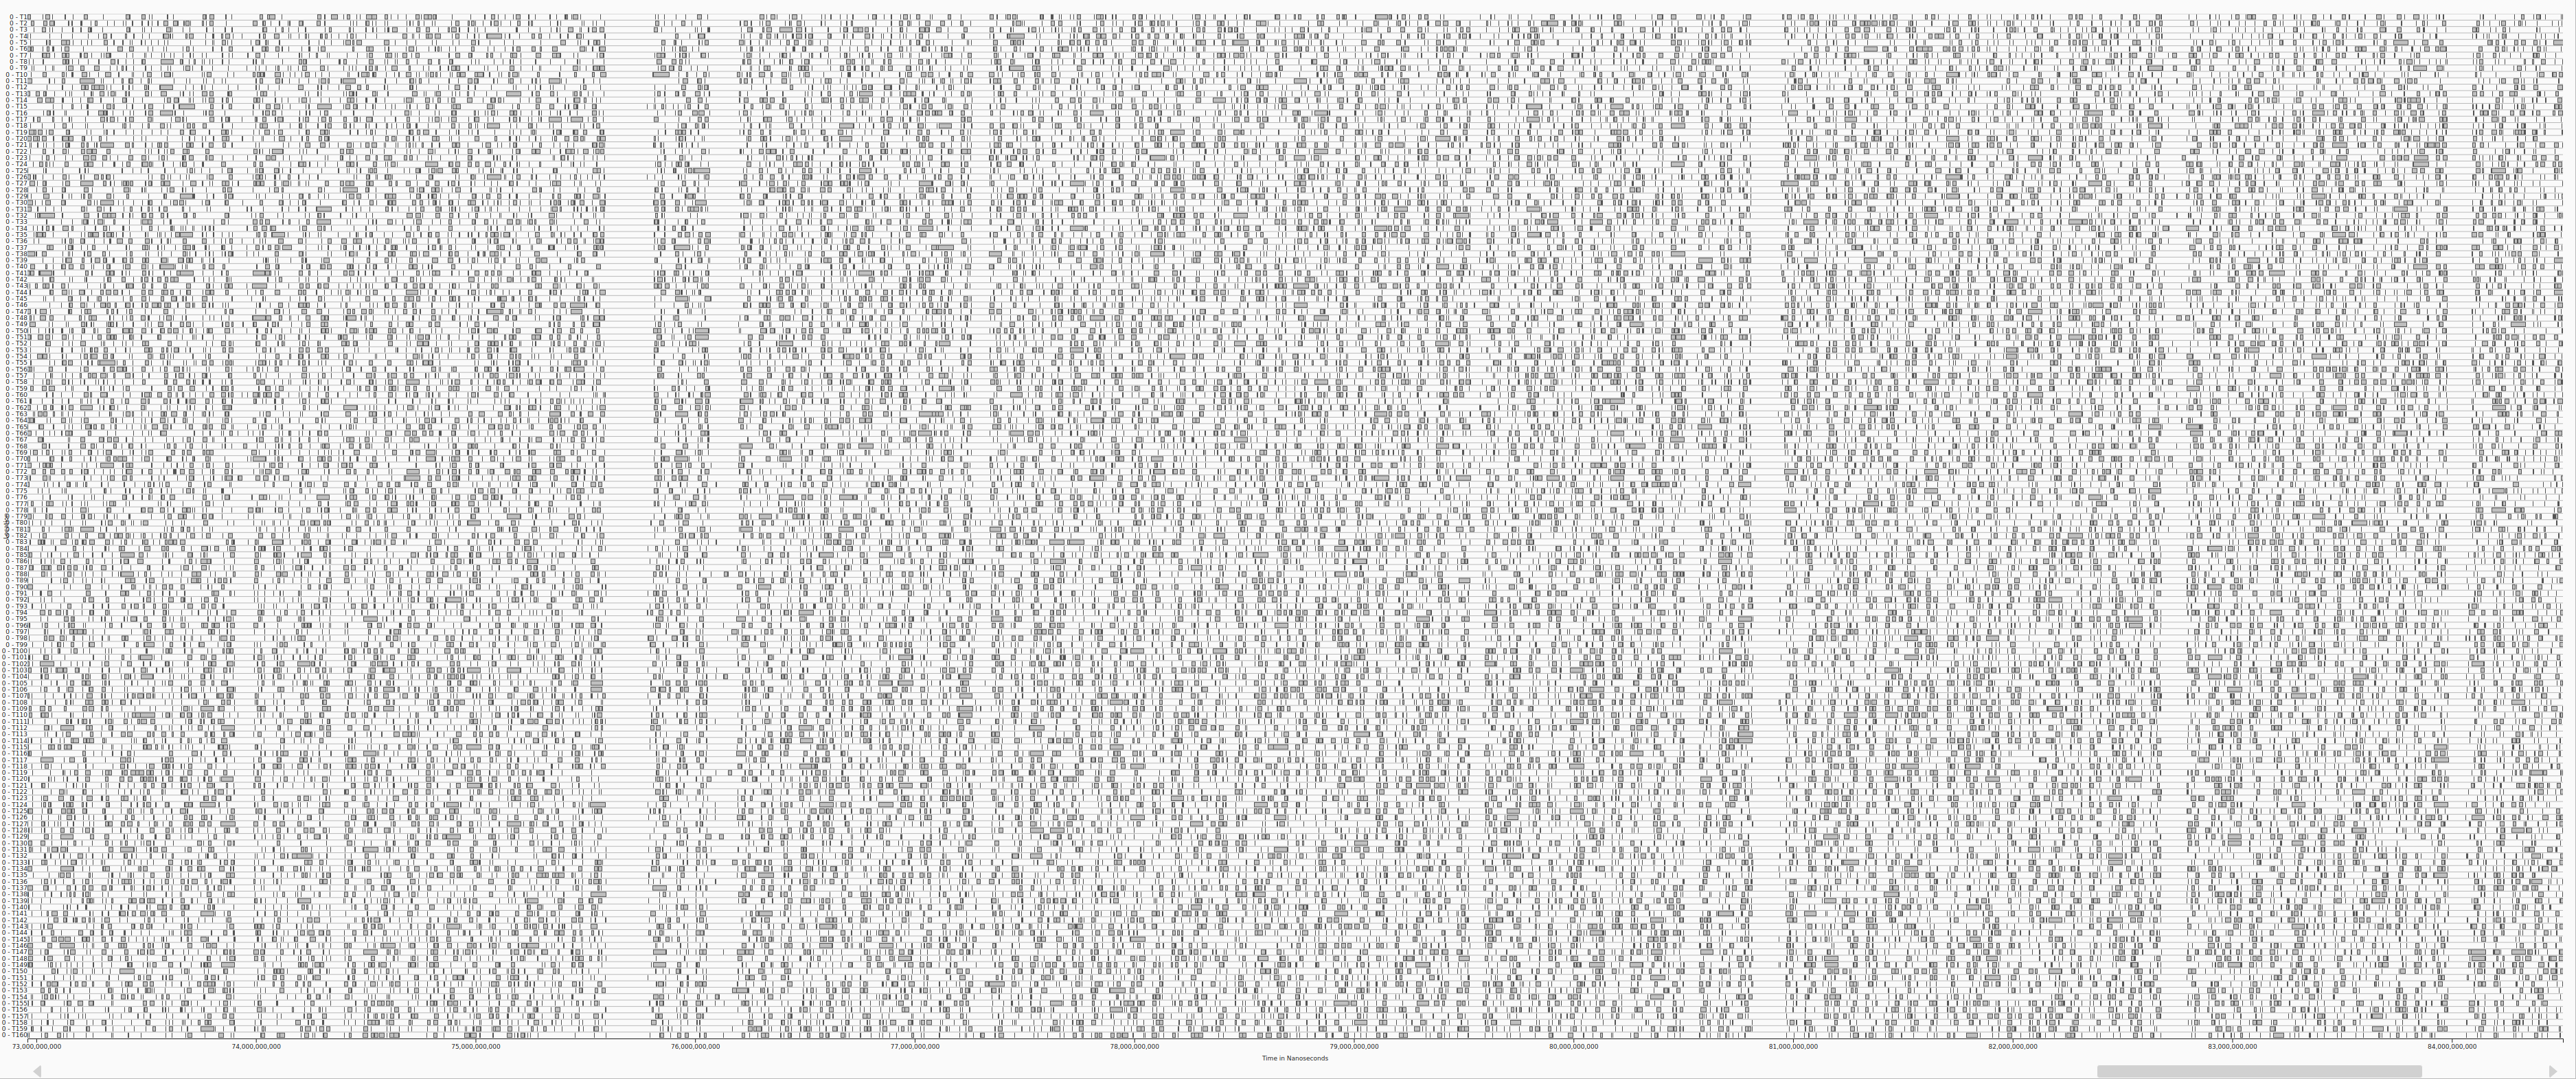 0 - T1
0 - T2
0 - T3
0 - T4
0 - T5
0 - T6
0 - T7
0 - T8
0 - T9
0 - T10
0 - T11
0 - T12
0 - T13
0 - T14
0 - T15
0 - T16
0 - T17
0 - T18
0 - T19
0 - T20
0 - T21
0 - T22
0 - T23
0 - T24
0 - T25
0 - T26
0 - T27
0 - T28
0 - T29
0 - T30
0 - T31
0 - T32
0 - T33
0 - T34
0 - T35
0 - T36
0 - T37
0 - T38
0 - T39
0 - T40
0 - T41
0 - T42
0 - T43
0 - T44
0 - T45
0 - T46
0 - T47
0 - T48
0 - T49
0 - T50
0 - T51
0 - T52
0 - T53
0 - T54
0 - T55
0 - T56
0 - T57
0 - T58
0 - T59
0 - T60
0 - T61
0 - T62
0 - T63
0 - T64
0 - T65
0 - T66
0 - T67
0 - T68
0 - T69
0 - T70
0 - T71
0 - T72
0 - T73
0 - T74
0 - T75
0 - T76
0 - T77
0 - T78
0 - T79
0 - T80
0 - T81
0 - T82
0 - T83
0 - T84
0 - T85
0 - T86
0 - T87
0 - T88
0 - T89
0 - T90
0 - T91
0 - T92
0 - T93
0 - T94
0 - T95
0 - T96
0 - T97
0 - T98
0 - T99
0 - T100
0 - T101
0 - T102
0 - T103
0 - T104
0 - T105
0 - T106
0 - T107
0 - T108
0 - T109
0 - T110
0 - T111
0 - T112
0 - T113
0 - T114
0 - T115
0 - T116
0 - T117
0 - T118
0 - T119
0 - T120
0 - T121
0 - T122
0 - T123
0 - T124
0 - T125
0 - T126
0 - T127
0 - T128
0 - T129
0 - T130
0 - T131
0 - T132
0 - T133
0 - T134
0 - T135
0 - T136
0 - T137
0 - T138
0 - T139
0 - T140
0 - T141
0 - T142
0 - T143
0 - T144
0 - T145
0 - T146
0 - T147
0 - T148
0 - T149
0 - T150
0 - T151
0 - T152
0 - T153
0 - T154
0 - T155
0 - T156
0 - T157
0 - T158
0 - T159
0 - T160
73,000,000,000 74,000,000,000 75,000,000,000 76,000,000,000 77,000,000,000 78,000,000,000 79,000,000,000 80,000,000,000 81,000,000,000 82,000,000,000 83,000,000,000 84,000,000,000
Time in Nanoseconds